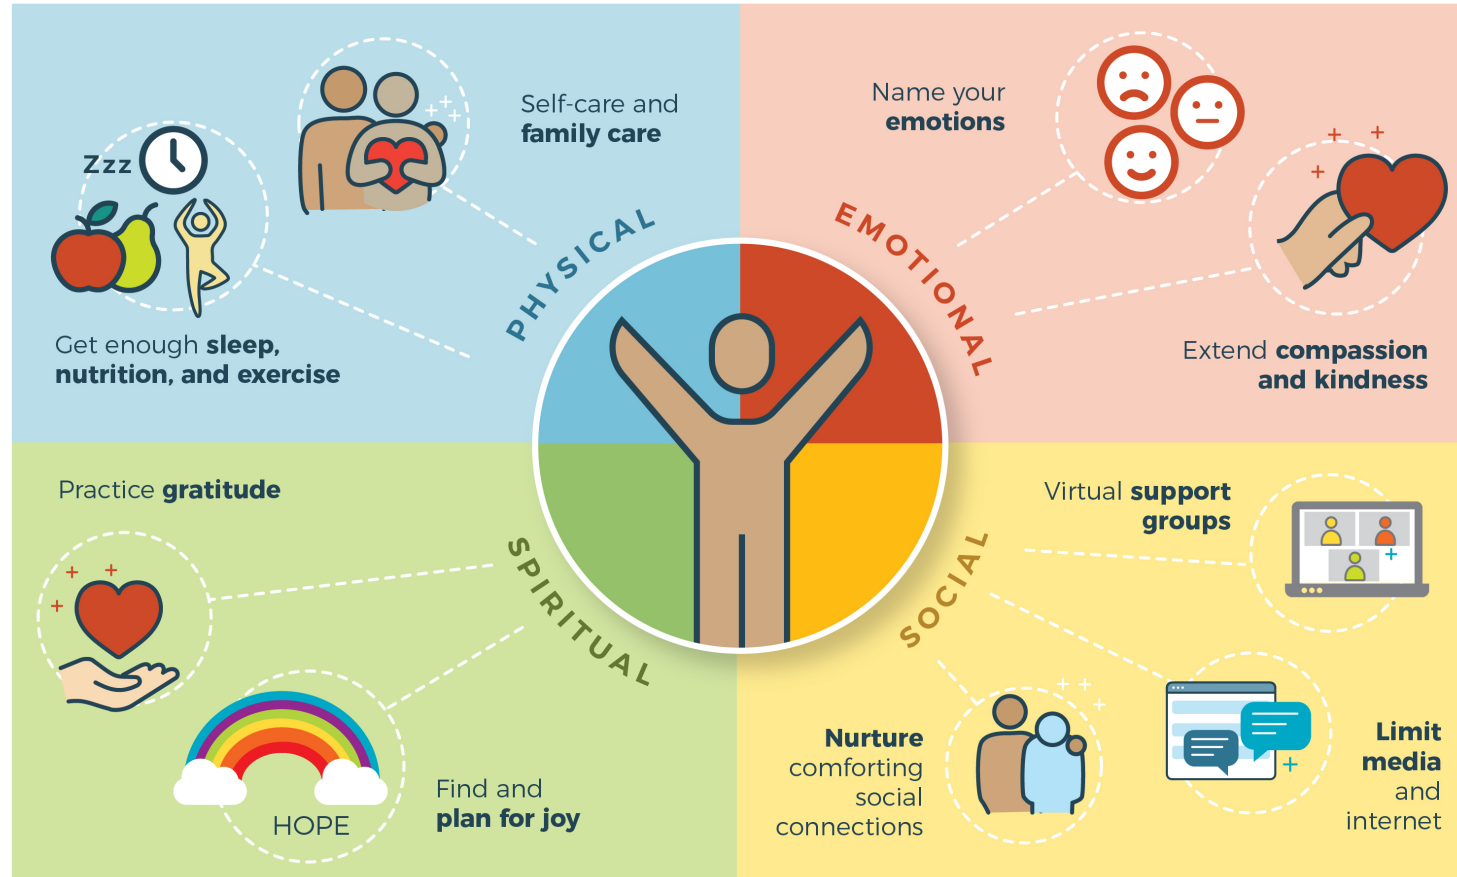 Self-care and
family care
Zzz
Get enough sleep,
nutrition, and exercise
PHYSICAL
Name your
emotions
EMOTIONAL
Extend compassion
and kindness
Practice gratitude
SPIRITUAL
HOPE
Find and
plan for joy
SOCIAL
Virtual support
groups
Nurture
comforting
social
connections
Limit
media
and
internet